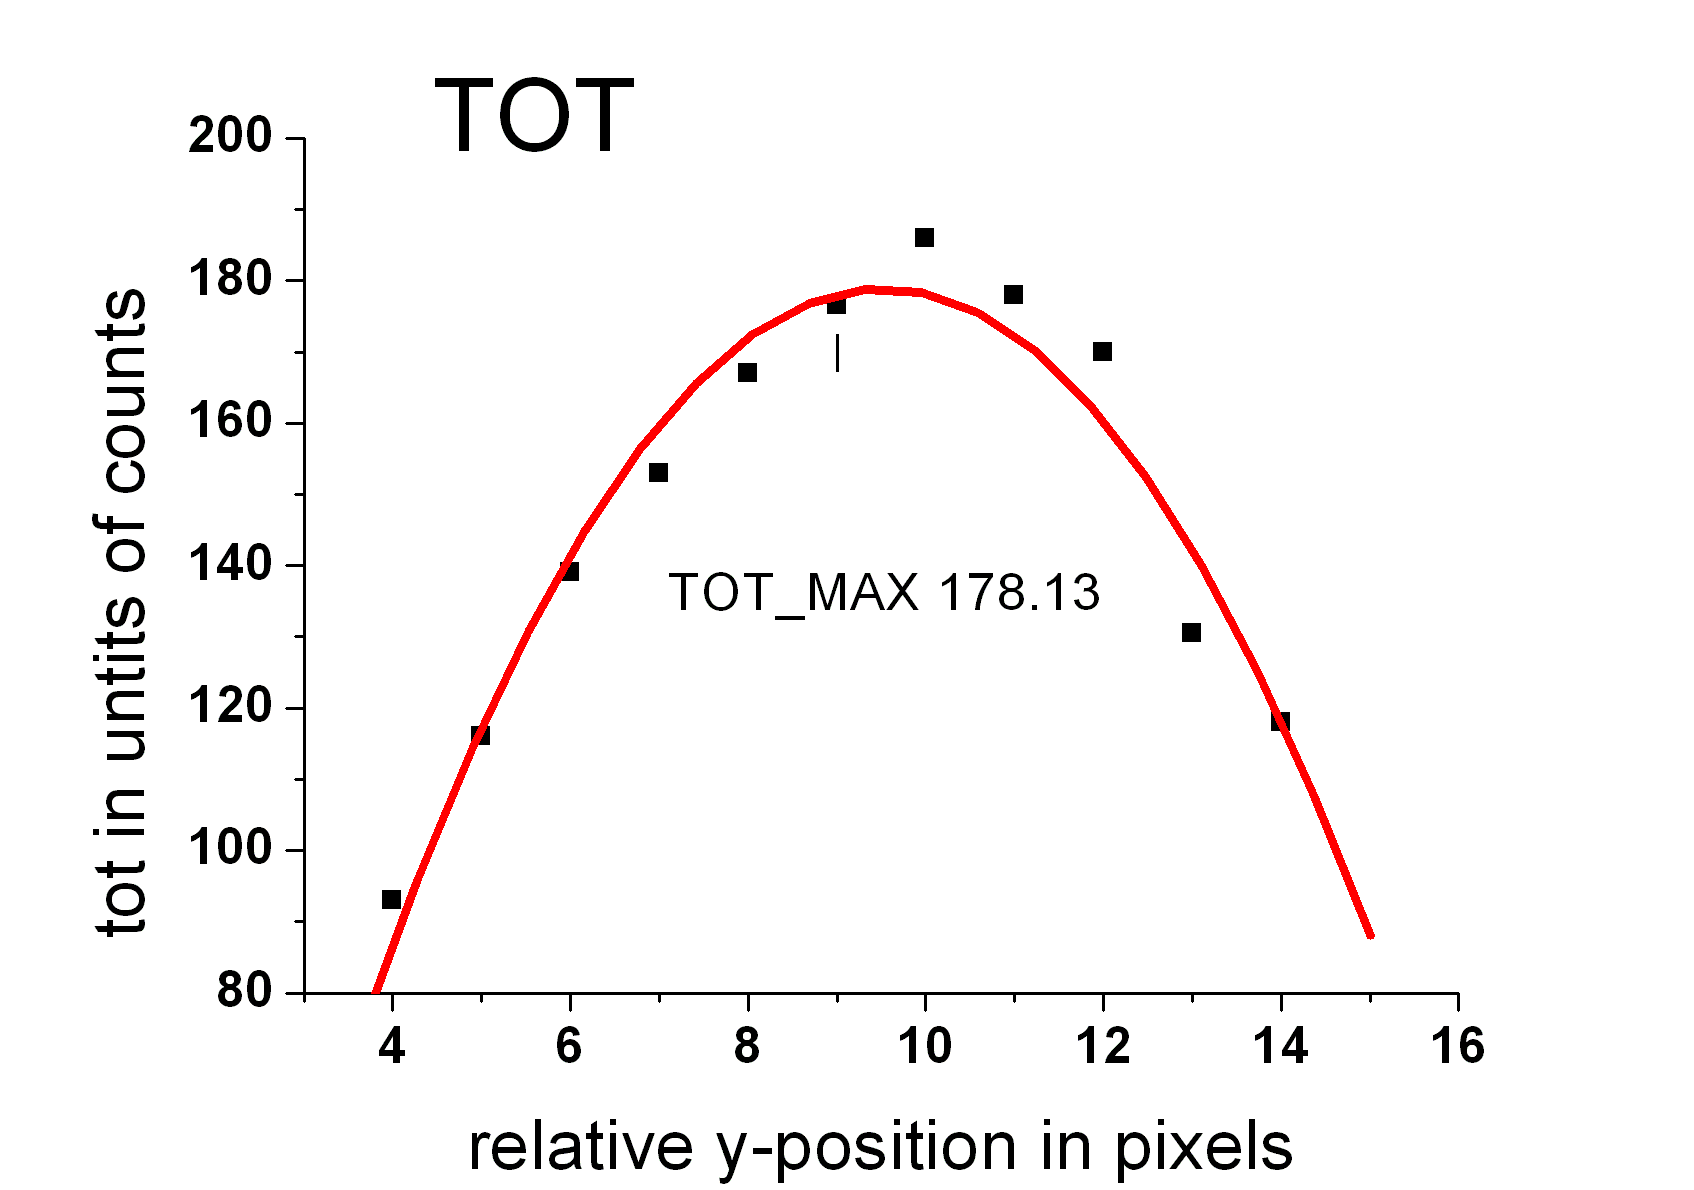 TOT
200
180
160
140
120
100
80
tot in untits of counts
TOT_MAX 178.13
4 6 8 10 12 14 16
relative y-position in pixels